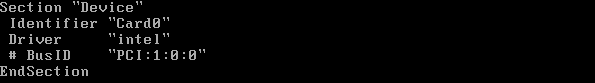 Section "Device"
 Identifier "Card0"
 Driver     "intel"
 # BusID    "PCI:1:0:0"
EndSection